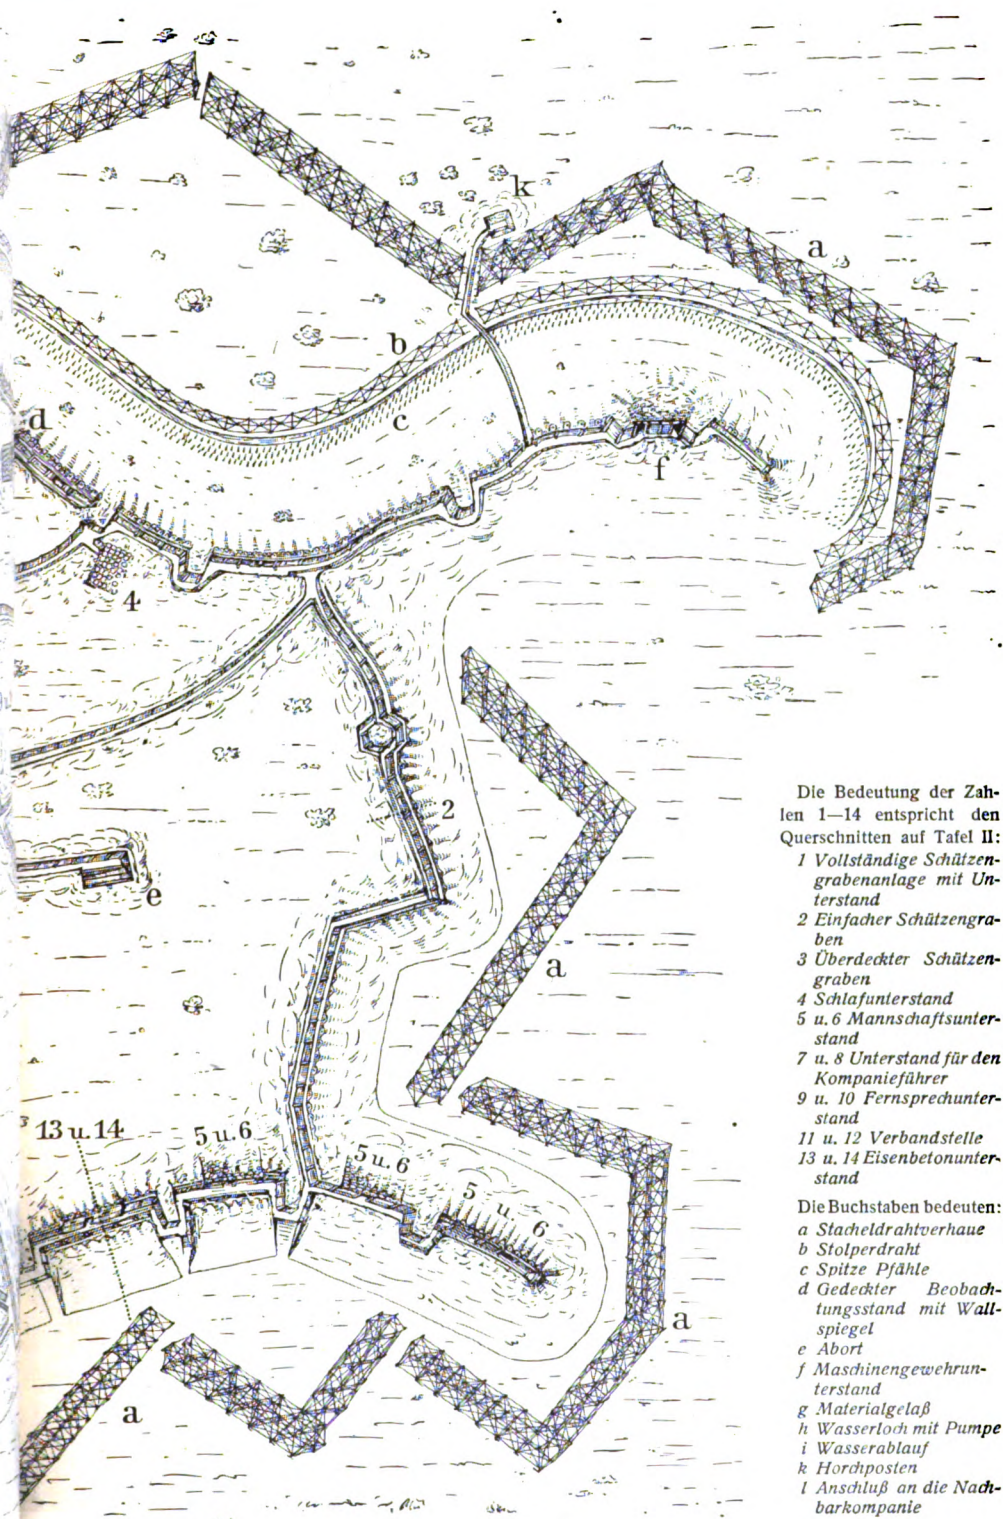 k
a
b
c
d
f
4
2
e
a
3 13 u. 14
5 u. 6
5 u. 6
5 u. 6
a
a
Die Bedeutung der Zah-
len 1—14 entspricht den
Querschnitten auf Tafel II:
1 Vollständige Schützen-
grabenanlage mit Un-
terstand
2 Einfacher Schützengra-
ben
3 Überdeckter Schützen-
graben
4 Schlafunterstand
5 u. 6 Mannschaftsunter-
stand
7 u. 8 Unterstand für den
Kompanieführer
9 u. 10 Fernsprechunter-
stand
11 u. 12 Verbandstelle
13 u. 14 Eisenbetonunter-
stand
Die Buchstaben bedeuten:
a Stacheldrahtverhaue
b Stolperdraht
c Spitze Pfähle
d Gedeckter Beobach-
tungsstand mit Wall-
spiegel
e Abort
f Maschinengewehrun-
terstand
g Materialgelaß
h Wasserloch mit Pumpe
i Wasserablauf
k Horchposten
l Anschluß an die Nach-
barkompanie